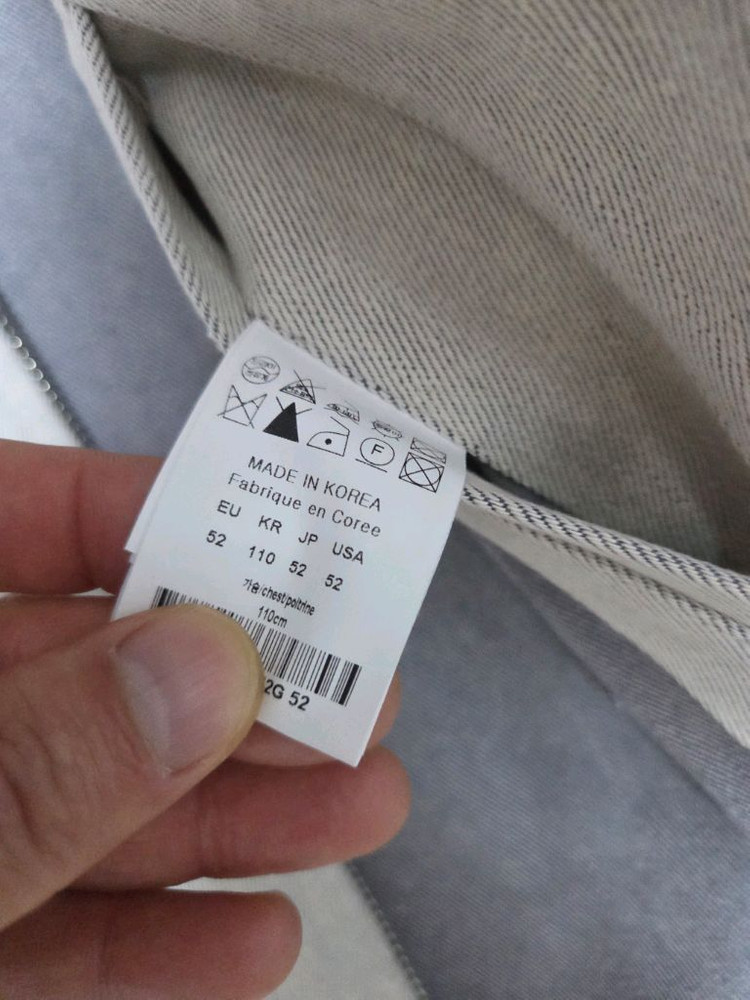 F
MADE IN KOREA
Fabrique en Coree
EU KR JP USA
52 110 52 52
가슴/chest/poitrine
110cm
2G 52